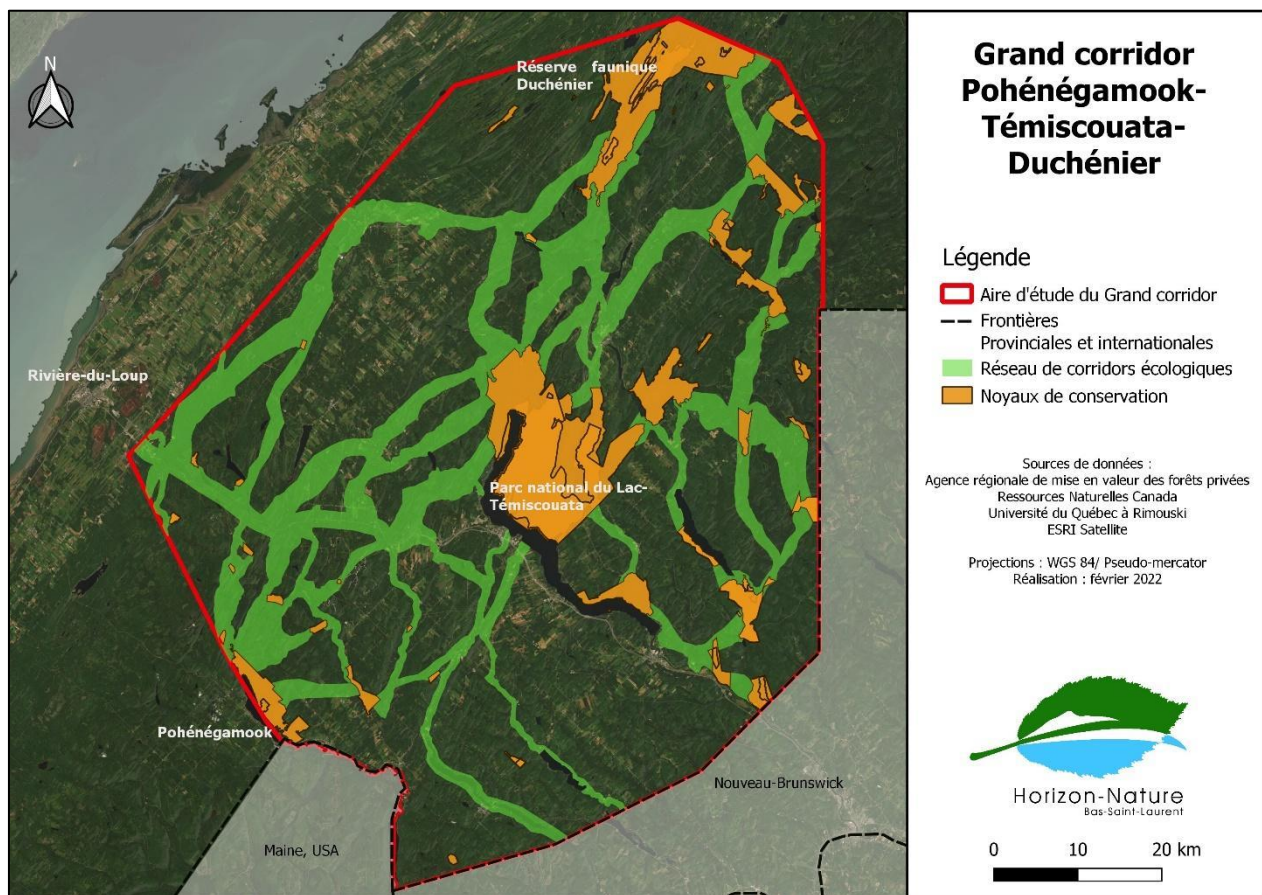 N
Réserve faunique
Duchénier
Rivière-du-Loup
Parc national du Lac-
Témiscouata
Pohénégamook
Nouveau-Brunswick
Maine, USA
Grand corridor
Pohénégamook-
Témiscouata-
Duchénier
Légende
Aire d'étude du Grand corridor
Frontières
Provinciales et internationales
Réseau de corridors écologiques
Noyaux de conservation
Sources de données :
Agence régionale de mise en valeur des forêts privées
Ressources Naturelles Canada
Université du Québec à Rimouski
ESRI Satellite
Projections : WGS 84/ Pseudo-mercator
Réalisation : février 2022
Horizon-Nature
Bas-Saint-Laurent
0 10 20 km